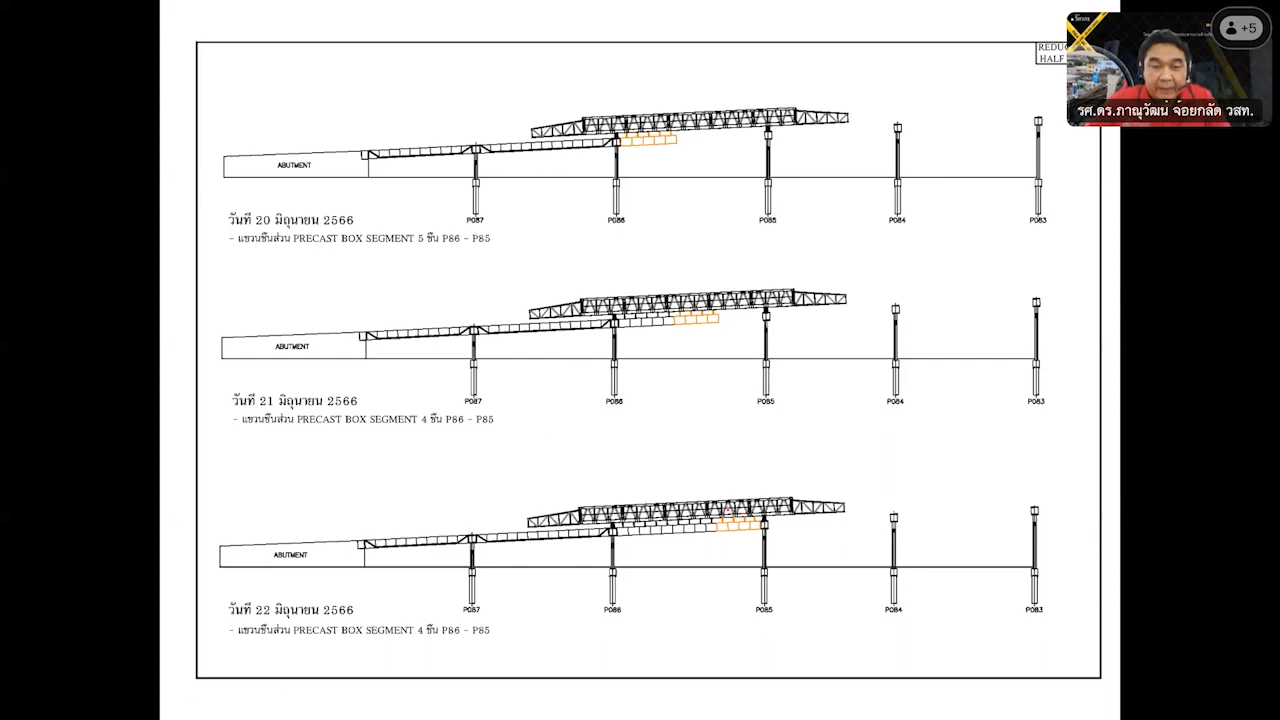 REDUC
HALF
+5
รศ.ดร.ภาณุวัฒน์ จ้อยกลัด วสท.
ABUTMENT
P087
P086
P085
P084
P083
วันที่ 20 มิถุนายน 2566
- แขวนชิ้นส่วน PRECAST BOX SEGMENT 5 ชิ้น P86 - P85
ABUTMENT
P087
P086
P085
P084
P083
วันที่ 21 มิถุนายน 2566
- แขวนชิ้นส่วน PRECAST BOX SEGMENT 4 ชิ้น P86 - P85
ABUTMENT
P087
P086
P085
P084
P083
วันที่ 22 มิถุนายน 2566
- แขวนชิ้นส่วน PRECAST BOX SEGMENT 4 ชิ้น P86 - P85